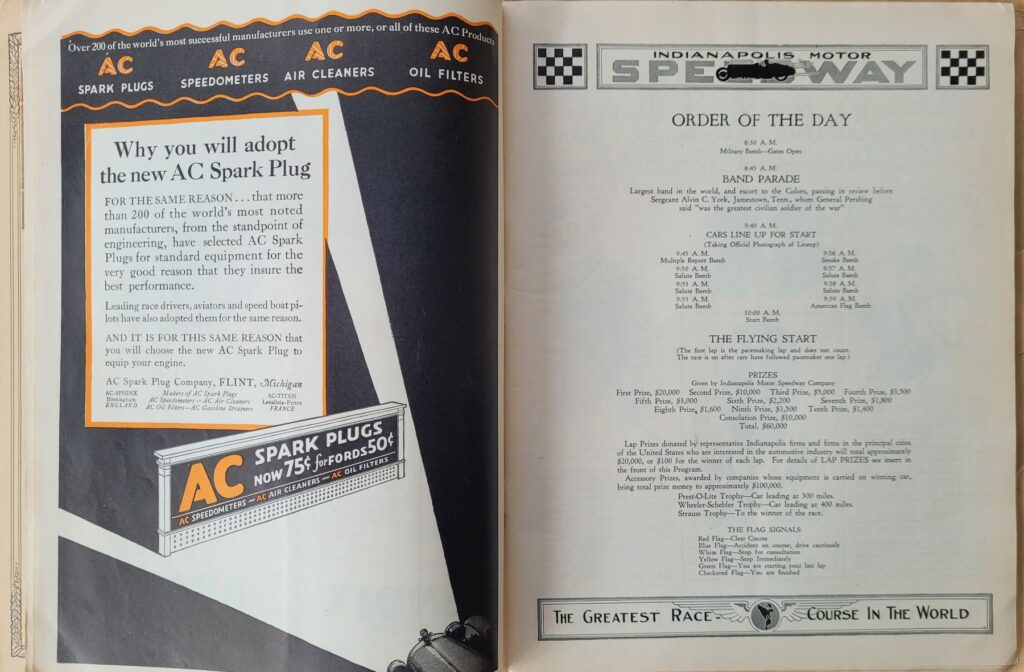 Over 200 of the world's most successful manufacturers use one or more, or all of these AC Products
AC
SPARK PLUGS
AC
SPEEDOMETERS
AC
AIR CLEANERS
AC
OIL FILTERS
Why you will adopt
the new AC Spark Plug
FOR THE SAME REASON . . . that more
than 200 of the world's most noted
manufacturers, from the standpoint of
engineering, have selected AC Spark
Plugs for standard equipment for the
very good reason that they insure the
best performance.
Leading race drivers, aviators and speed boat pi-
lots have also adopted them for the same reason.
AND IT IS FOR THIS SAME REASON that
you will choose the new AC Spark Plug to
equip your engine.
AC Spark Plug Company, FLINT, Michigan
AC-SPHINX
Birmingham
ENGLAND
Makers of AC Spark Plugs
AC Speedometers—AC Air Cleaners
AC Oil Filters—AC Gasoline Strainers
AC-TITAN
Levallois-Perret
FRANCE
AC SPARK PLUGS
NOW 75¢ for FORDS 50¢
AC SPEEDOMETERS — AC AIR CLEANERS — AC OIL FILTERS
INDIANAPOLIS MOTOR
SPEEDWAY
ORDER OF THE DAY
6:30 A. M.
Military Bomb—Gates Open
8:45 A. M.
BAND PARADE
Largest band in the world, and escort to the Colors, passing in review before
Sergeant Alvin C. York, Jamestown, Tenn., whom General Pershing
said "was the greatest civilian soldier of the war"
9:40 A. M.
CARS LINE UP FOR START
(Taking Official Photograph of Lineup)
9:45 A. M.
Multiple Report Bomb
9:50 A. M.
Salute Bomb
9:53 A. M.
Salute Bomb
9:55 A. M.
Salute Bomb
9:56 A. M.
Smoke Bomb
9:57 A. M.
Salute Bomb
9:58 A. M.
Salute Bomb
9:59 A. M.
American Flag Bomb
10:00 A. M.
Start Bomb
THE FLYING START
(The first lap is the pacemaking lap and does not count.
The race is on after cars have followed pacemaker one lap.)
PRIZES
Given by Indianapolis Motor Speedway Company
First Prize, $20,000 Second Prize, $10,000 Third Prize, $5,000 Fourth Prize, $3,500
Fifth Prize, $3,000 Sixth Prize, $2,200 Seventh Prize, $1,800
Eighth Prize, $1,600 Ninth Prize, $1,500 Tenth Prize, $1,400
Consolation Prize, $10,000
Total, $60,000
Lap Prizes donated by representative Indianapolis firms and firms in the principal cities
of the United States who are interested in the automotive industry will total approximately
$20,000, or $100 for the winner of each lap. For details of LAP PRIZES see insert in
the front of this Program.
Accessory Prizes, awarded by companies whose equipment is carried on winning car,
bring total prize money to approximately $100,000.
Prest-O-Lite Trophy—Car leading at 300 miles.
Wheeler-Schebler Trophy—Car leading at 400 miles.
Strauss Trophy—To the winner of the race.
THE FLAG SIGNALS
Red Flag—Clear Course
Blue Flag—Accident on course; drive cautiously
White Flag—Stop for consultation
Yellow Flag—Stop Immediately
Green Flag—You are starting your last lap
Checkered Flag—You are finished
THE GREATEST RACE- COURSE IN THE WORLD